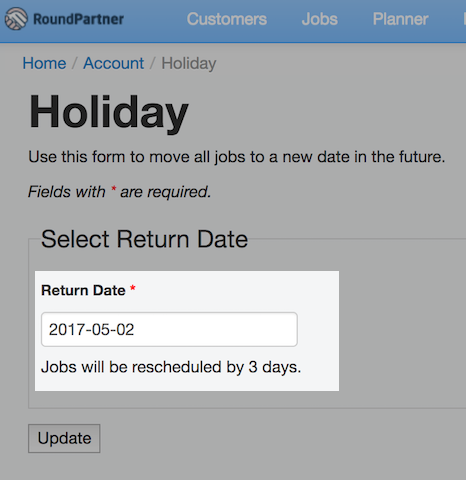 RoundPartner Customers Jobs Planner
Home / Account / Holiday
Holiday
Use this form to move all jobs to a new date in the future.
Fields with * are required.
Select Return Date
Return Date *
2017-05-02
Jobs will be rescheduled by 3 days.
Update